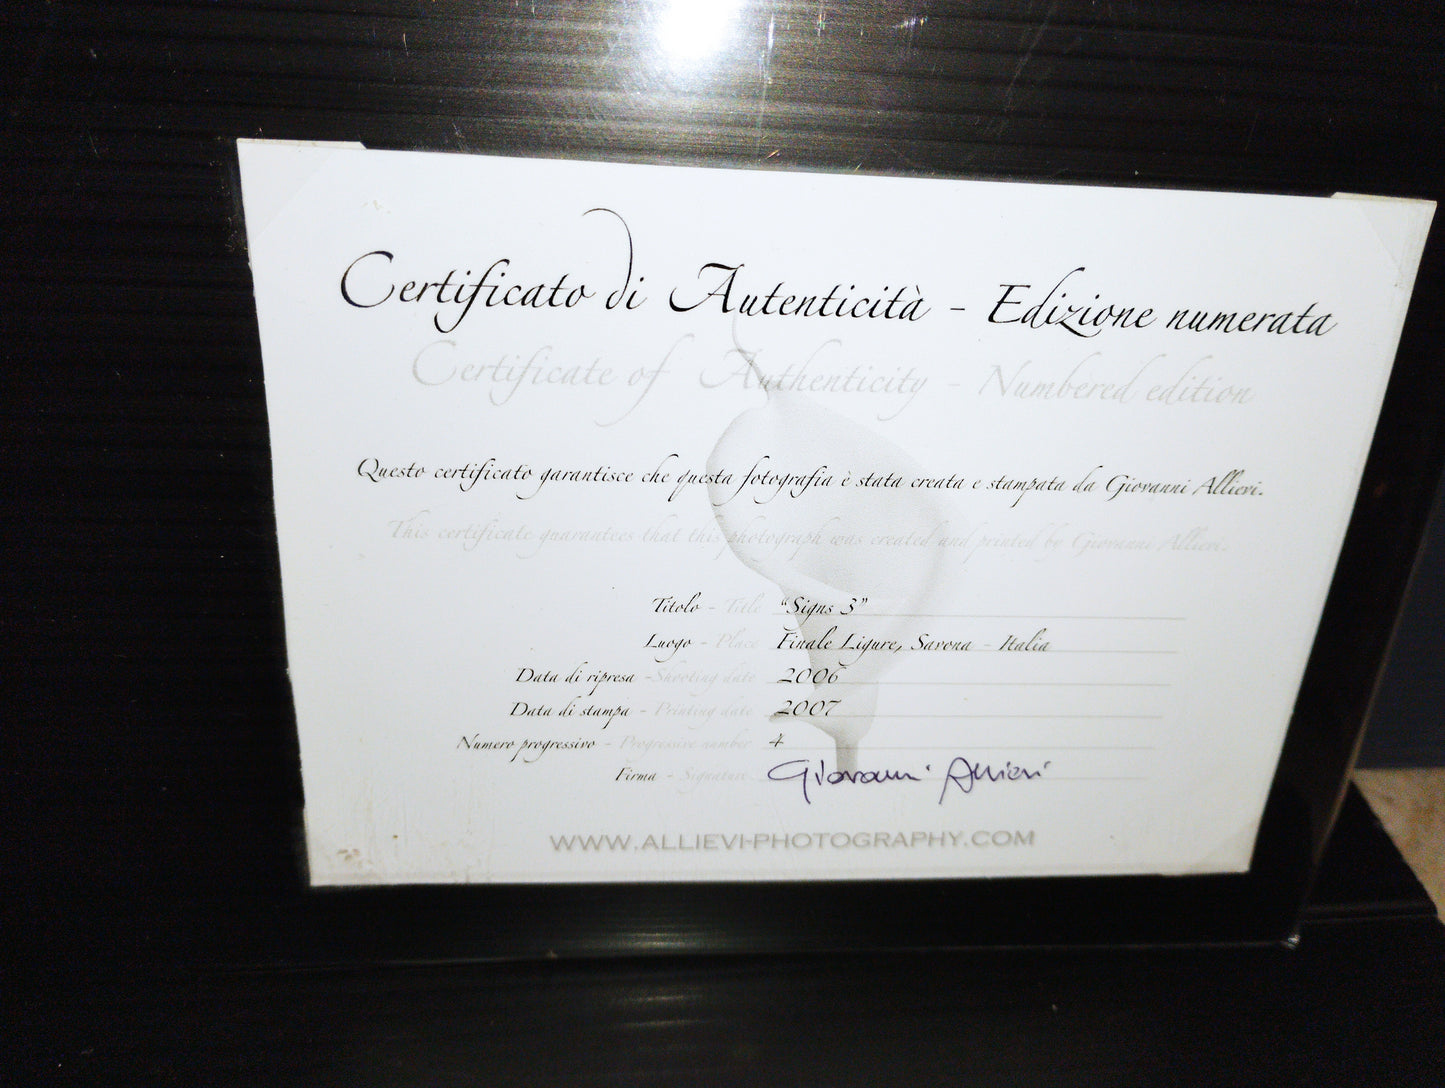 Certificato di Autenticità - Edizione numerata
Certificate of Authenticity - Numbered edition
Questo certificato garantisce che questa fotografia è stata creata e stampata da Giovanni Allievi.
This certificate guarantees that this photograph was created and printed by Giovanni Allievi.
Titolo - Title "Signs 3"
Luogo - Place Finale Ligure, Savona - Italia
Data di ripresa - Shooting date 2006
Data di stampa - Printing date 2007
Numero progressivo - Progressive number 4
Firma - Signature Giovanni Allievi
WWW.ALLIEVI-PHOTOGRAPHY.COM